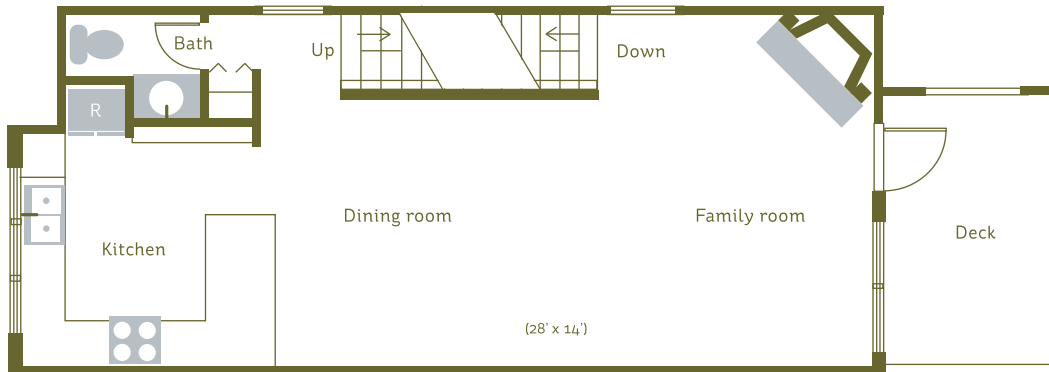 Bath
Up
Down
R
Dining room
Family room
Deck
Kitchen
(28' x 14')